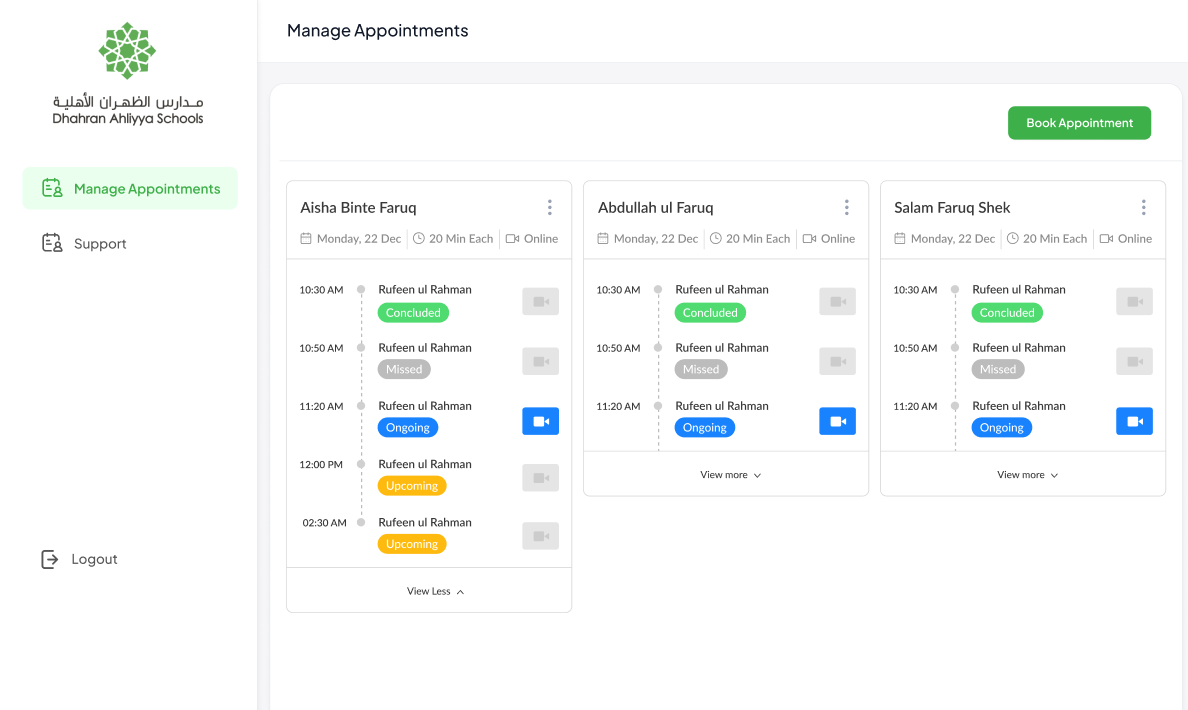 مــدارس الظهـران الأهليـة
Dhahran Ahliyya Schools
Manage Appointments
Support
Logout
Manage Appointments
Book Appointment
Aisha Binte Faruq
Monday, 22 Dec
20 Min Each
Online
10:30 AM
Rufeen ul Rahman
Concluded
10:50 AM
Rufeen ul Rahman
Missed
11:20 AM
Rufeen ul Rahman
Ongoing
12:00 PM
Rufeen ul Rahman
Upcoming
02:30 AM
Rufeen ul Rahman
Upcoming
View Less
Abdullah ul Faruq
Monday, 22 Dec
20 Min Each
Online
10:30 AM
Rufeen ul Rahman
Concluded
10:50 AM
Rufeen ul Rahman
Missed
11:20 AM
Rufeen ul Rahman
Ongoing
View more
Salam Faruq Shek
Monday, 22 Dec
20 Min Each
Online
10:30 AM
Rufeen ul Rahman
Concluded
10:50 AM
Rufeen ul Rahman
Missed
11:20 AM
Rufeen ul Rahman
Ongoing
View more